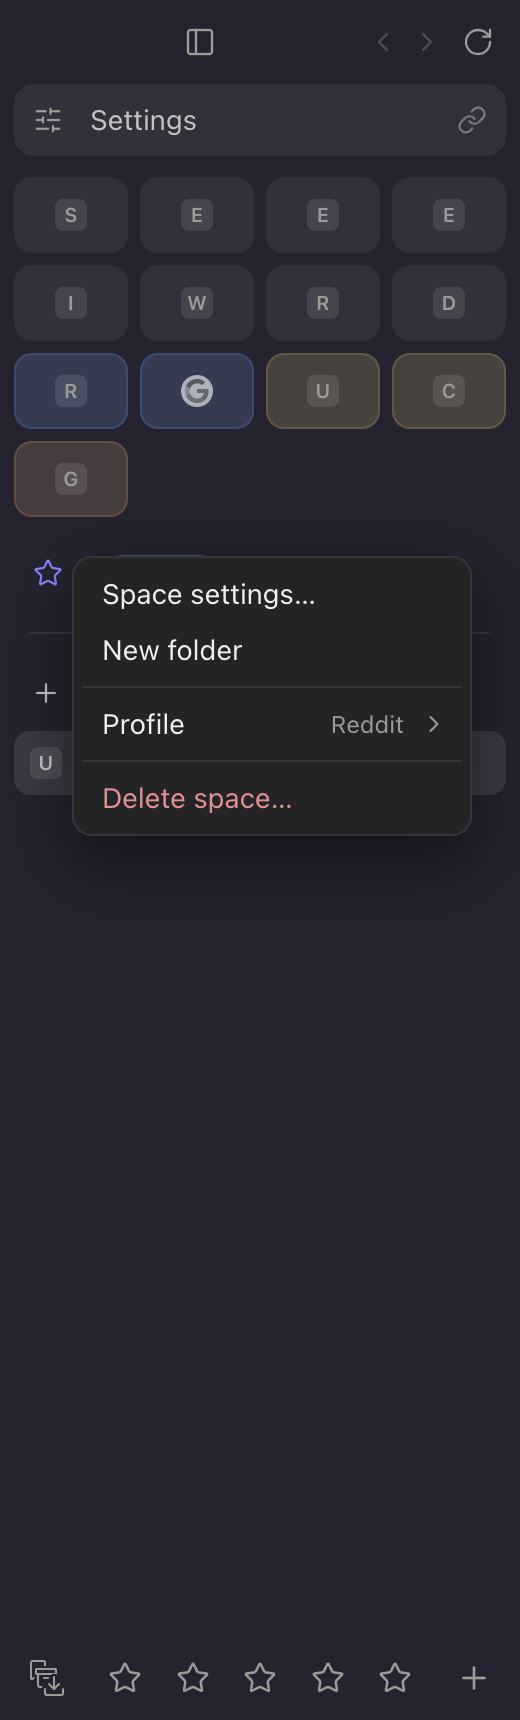 Settings
S E E E
I W R D
R G U C
G
Space settings...
New folder
Profile Reddit
U
Delete space...